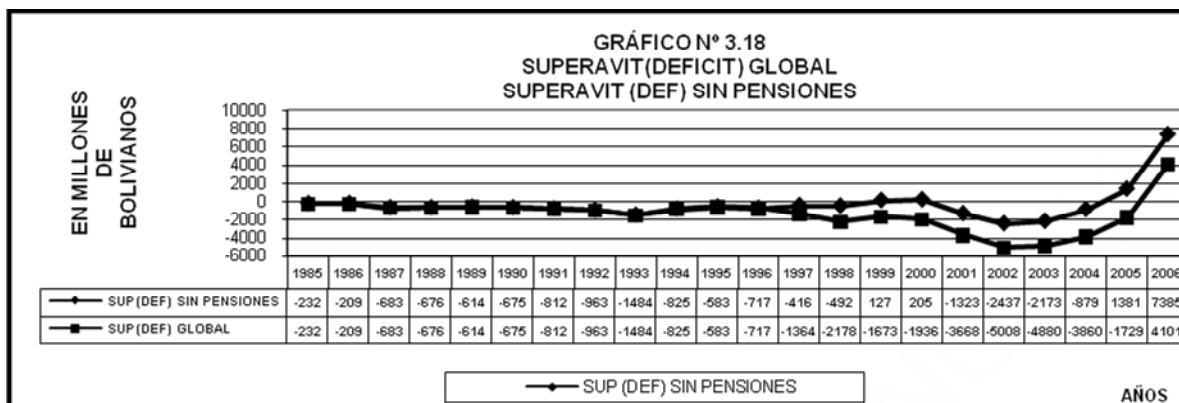 GRÁFICO Nº 3.18
SUPERAVIT(DEFICIT) GLOBAL
SUPERAVIT (DEF) SIN PENSIONES
EN MILLONES
DE
BOLIVIANOS
10000
8000
6000
4000
2000
0
-2000
-4000
-6000
1985 1986 1987 1988 1989 1990 1991 1992 1993 1994 1995 1996 1997 1998 1999 2000 2001 2002 2003 2004 2005 2006
SUP(DEF) SIN PENSIONES -232 -209 -683 -676 -614 -675 -812 -963 -1484 -825 -583 -717 -416 -492 127 205 -1323 -2437 -2173 -879 1381 7385
SUP(DEF) GLOBAL -232 -209 -683 -676 -614 -675 -812 -963 -1484 -825 -583 -717 -1364 -2178 -1673 -1936 -3668 -5008 -4880 -3860 -1729 4101
SUP (DEF) SIN PENSIONES
AÑOS